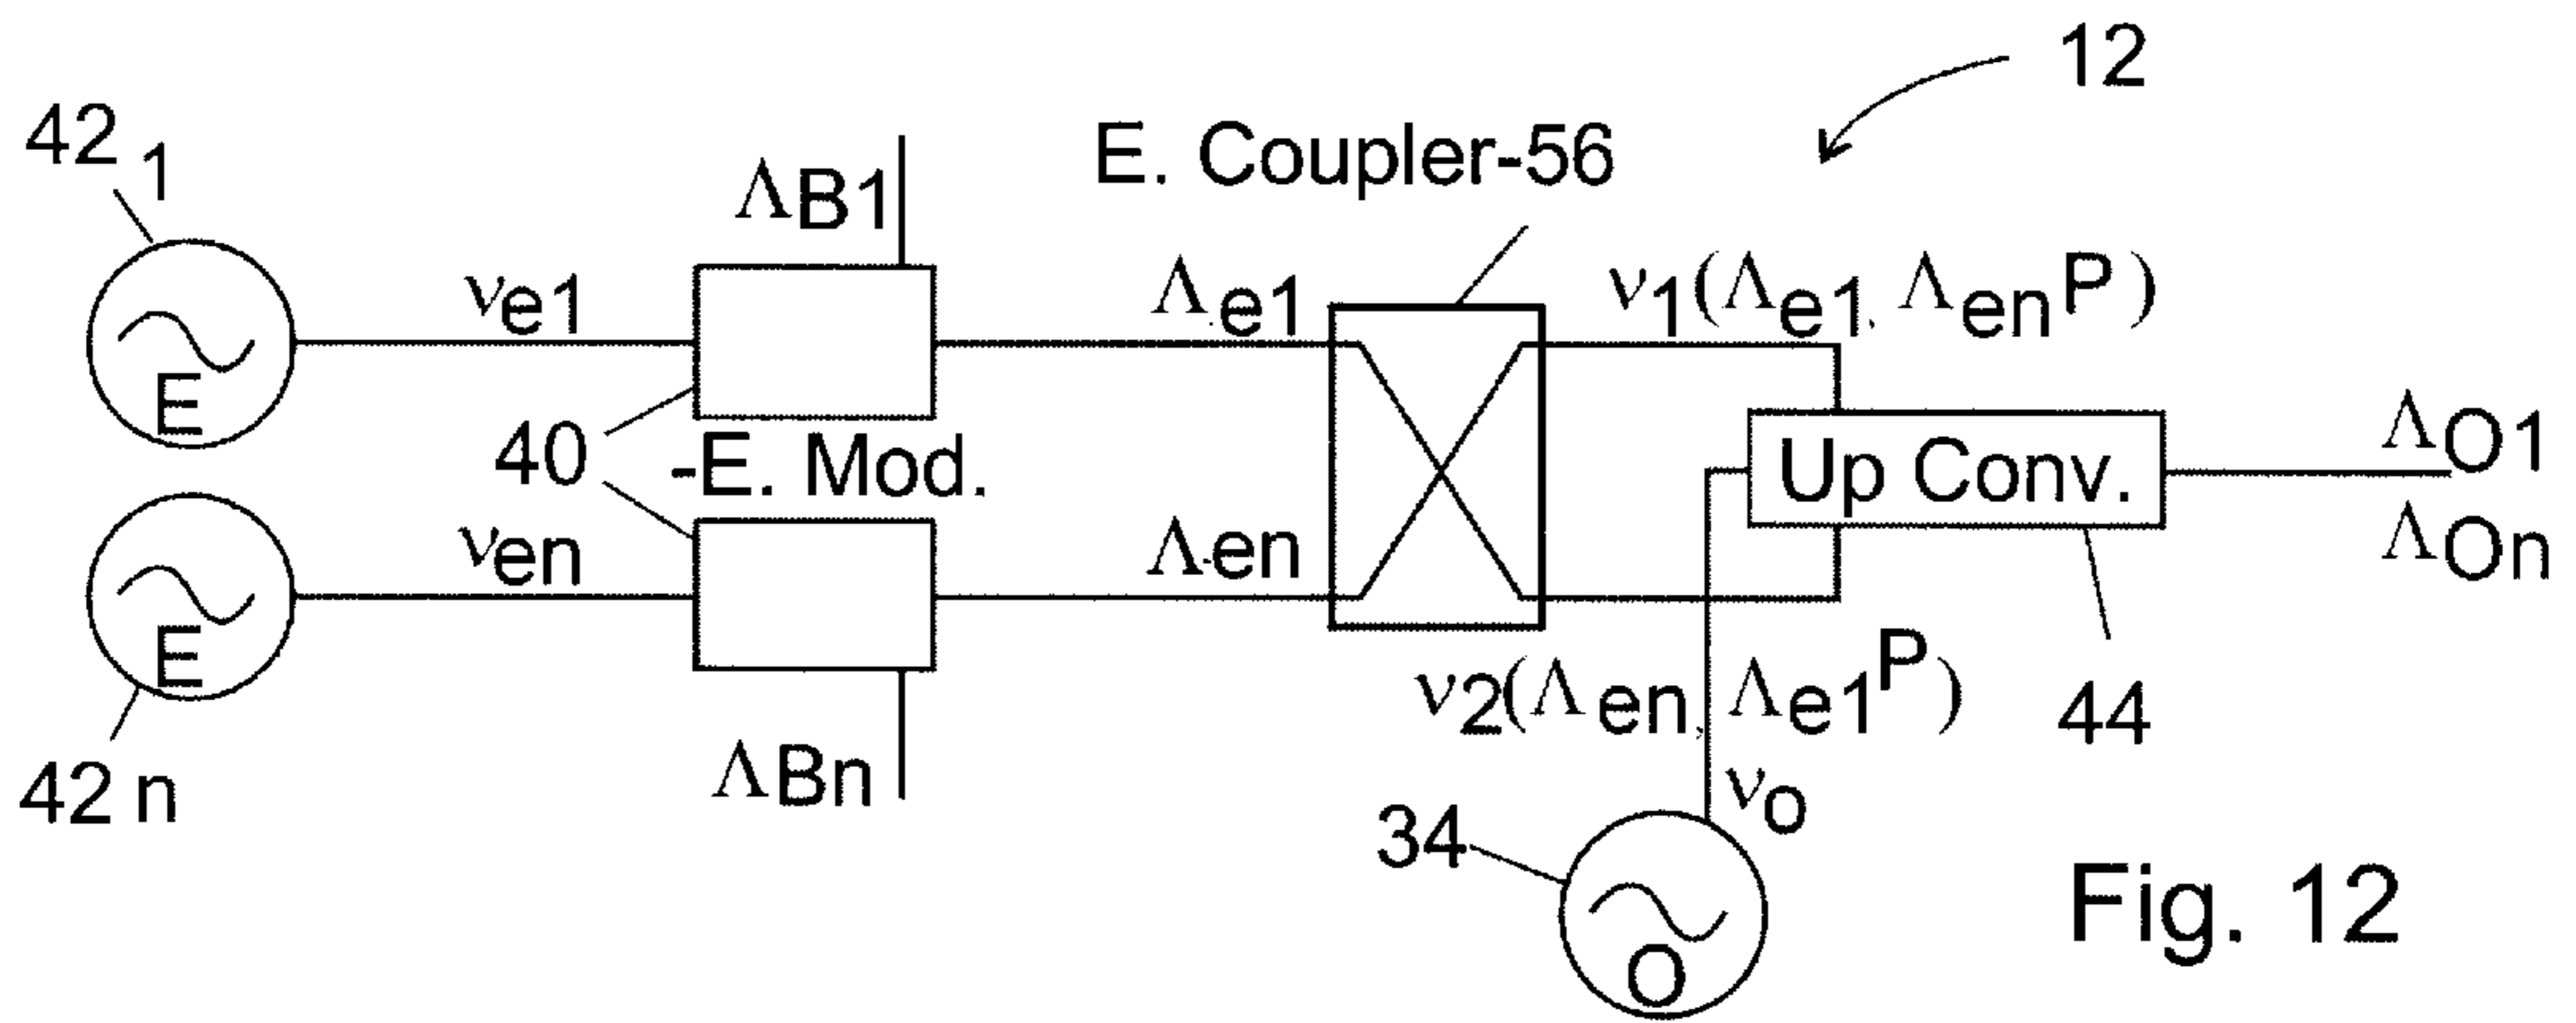 12
42 1
ΛB1
E. Coupler-56
νe1
Λe1
ν1(Λe1, ΛenP)
E
40
-E. Mod.
Up Conv.
ΛO1
ΛOn
νen
Λen
E
ν2(Λen, Λe1P)
44
42 n
ΛBn
νo
34
O
Fig. 12